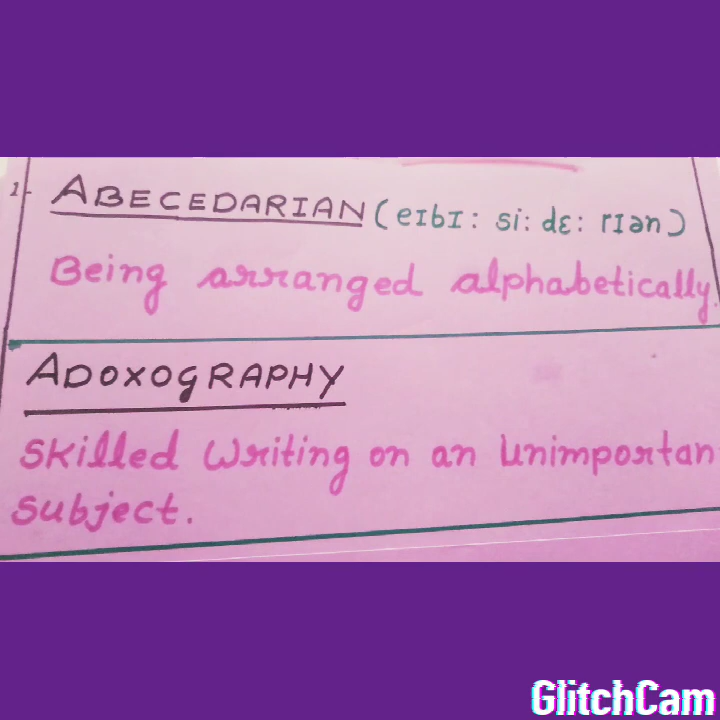 1- ABECEDARIAN (eɪbɪ: si: dɛ: rɪən)
Being arranged alphabetically.
ADOXOGRAPHY
Skilled Writing on an Unimportan
Subject.
GlitchCam